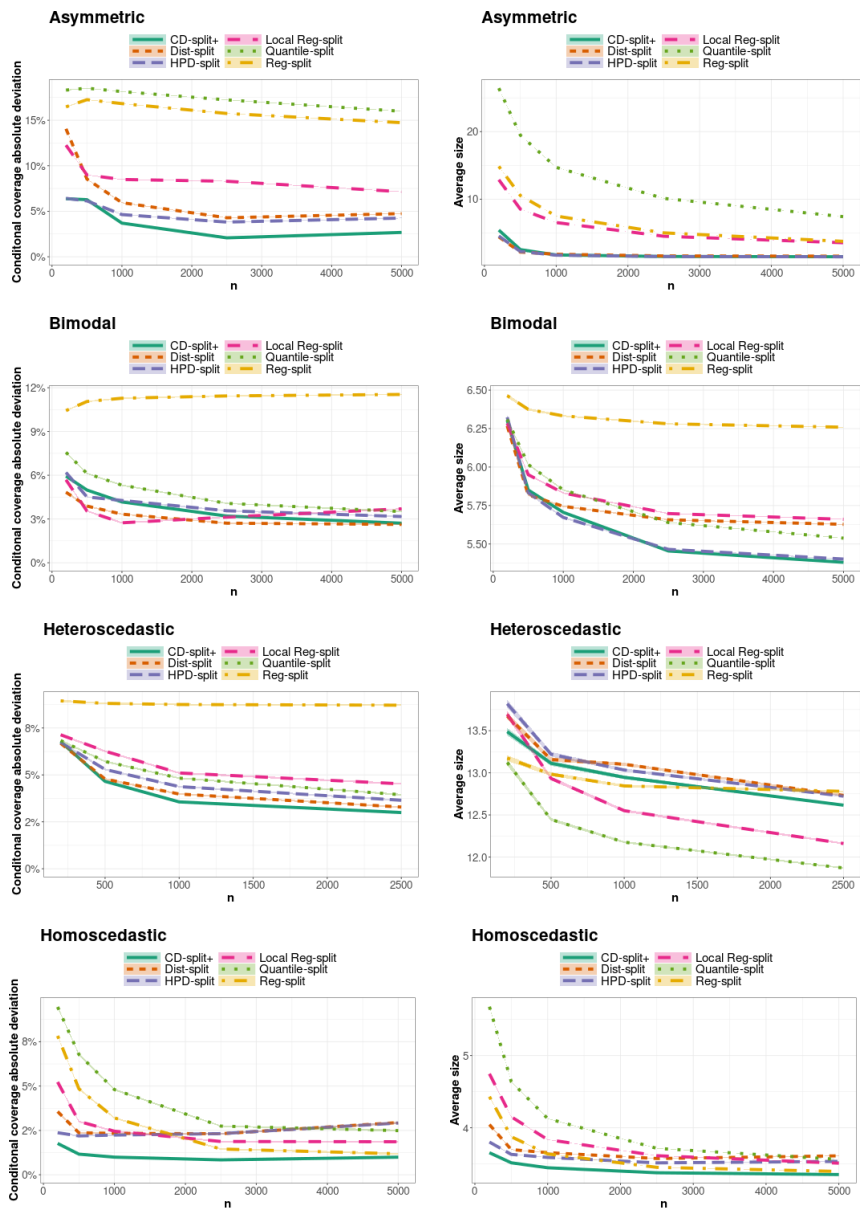 Asymmetric
CD-split+ Local Reg-split
Dist-split Quantile-split
HPD-split Reg-split
Conditonal coverage absolute deviation
15%
10%
5%
0%
0 1000 2000 3000 4000 5000
n
Asymmetric
CD-split+ Local Reg-split
Dist-split Quantile-split
HPD-split Reg-split
Average size
20
10
0 1000 2000 3000 4000 5000
n
Bimodal
CD-split+ Local Reg-split
Dist-split Quantile-split
HPD-split Reg-split
Conditonal coverage absolute deviation
12%
9%
6%
3%
0%
0 1000 2000 3000 4000 5000
n
Bimodal
CD-split+ Local Reg-split
Dist-split Quantile-split
HPD-split Reg-split
Average size
6.50
6.25
6.00
5.75
5.50
0 1000 2000 3000 4000 5000
n
Heteroscedastic
CD-split+ Local Reg-split
Dist-split Quantile-split
HPD-split Reg-split
Conditonal coverage absolute deviation
8%
5%
2%
0%
500 1000 1500 2000 2500
n
Heteroscedastic
CD-split+ Local Reg-split
Dist-split Quantile-split
HPD-split Reg-split
Average size
13.5
13.0
12.5
12.0
500 1000 1500 2000 2500
n
Homoscedastic
CD-split+ Local Reg-split
Dist-split Quantile-split
HPD-split Reg-split
Conditonal coverage absolute deviation
8%
5%
2%
0%
0 1000 2000 3000 4000 5000
n
Homoscedastic
CD-split+ Local Reg-split
Dist-split Quantile-split
HPD-split Reg-split
Average size
5
4
0 1000 2000 3000 4000 5000
n